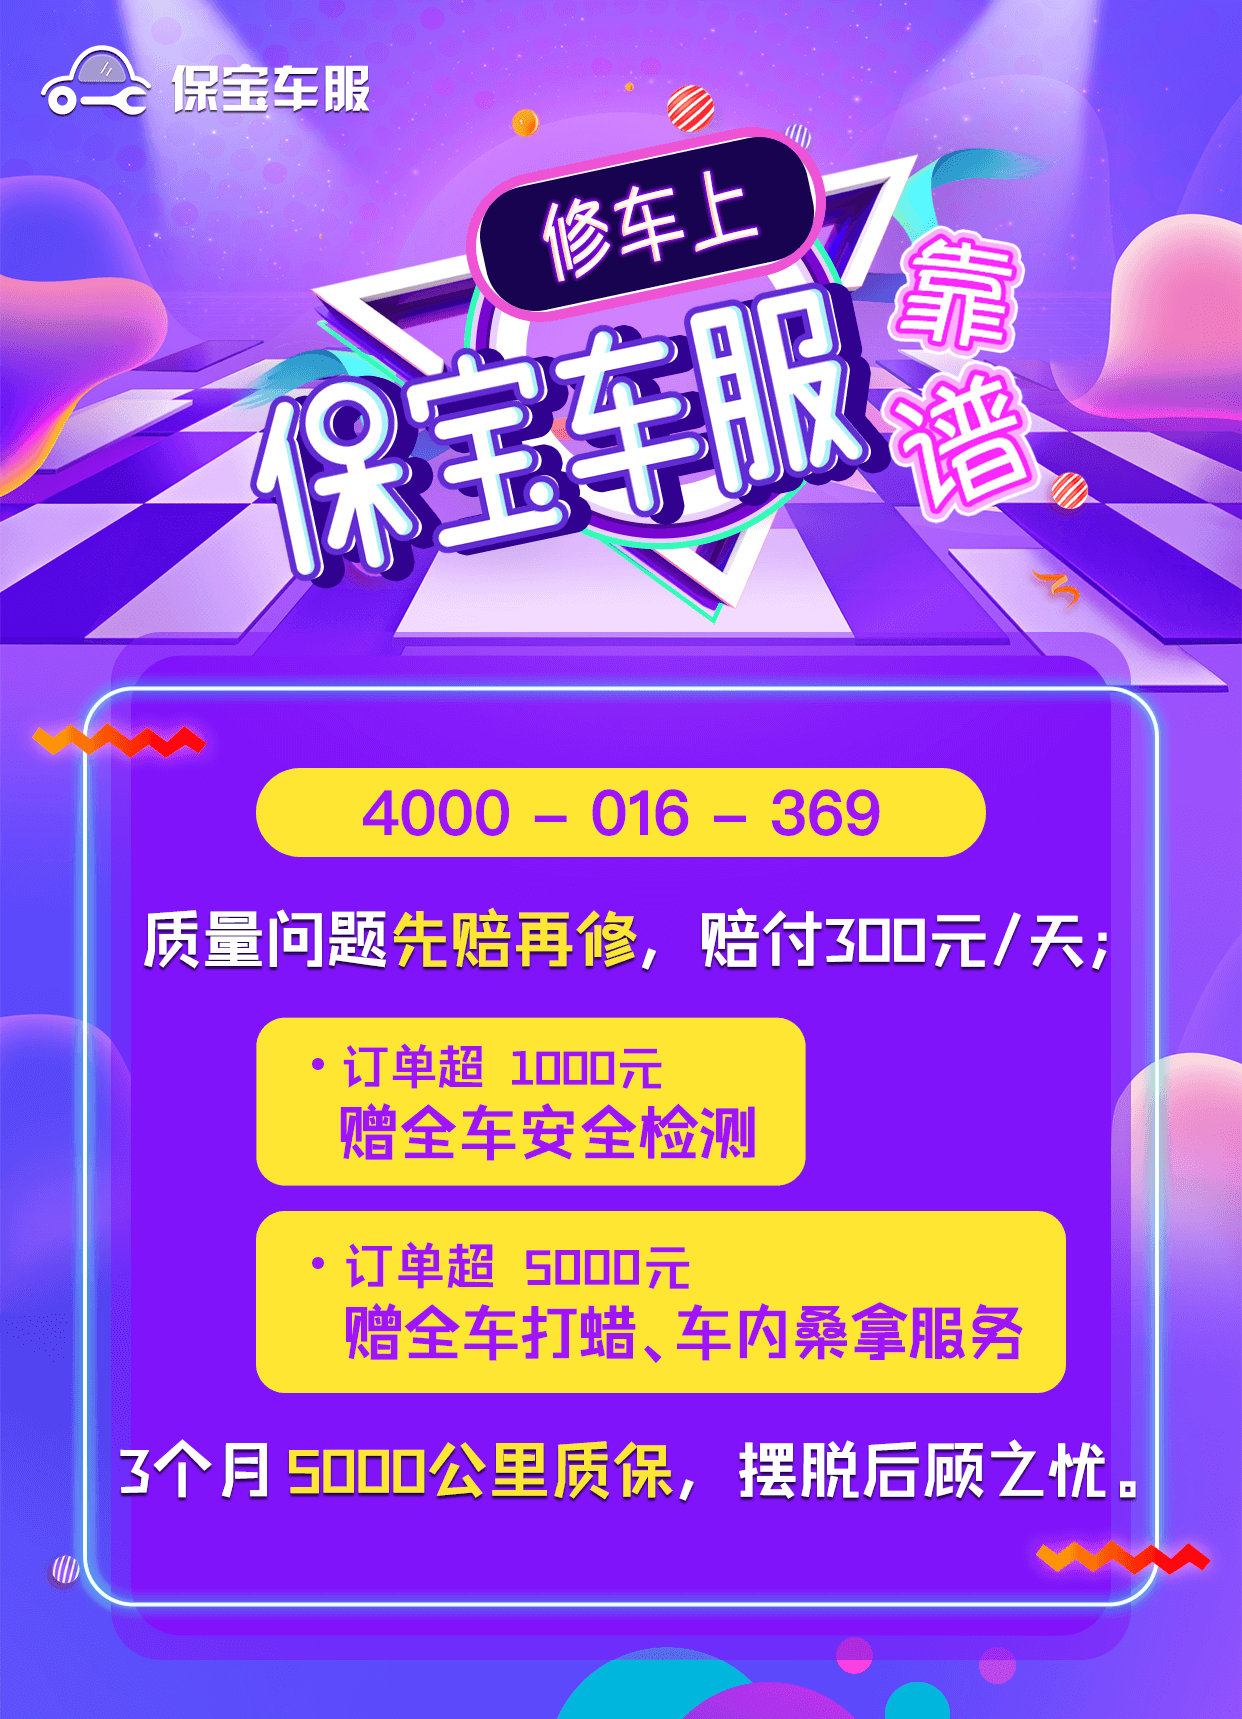 保宝车服
修车上
保宝车服
靠谱
4000 - 016 - 369
质量问题先赔再修，赔付300元/天；
· 订单超 1000元
赠全车安全检测
· 订单超 5000元
赠全车打蜡、车内桑拿服务
3个月5000公里质保，摆脱后顾之忧。